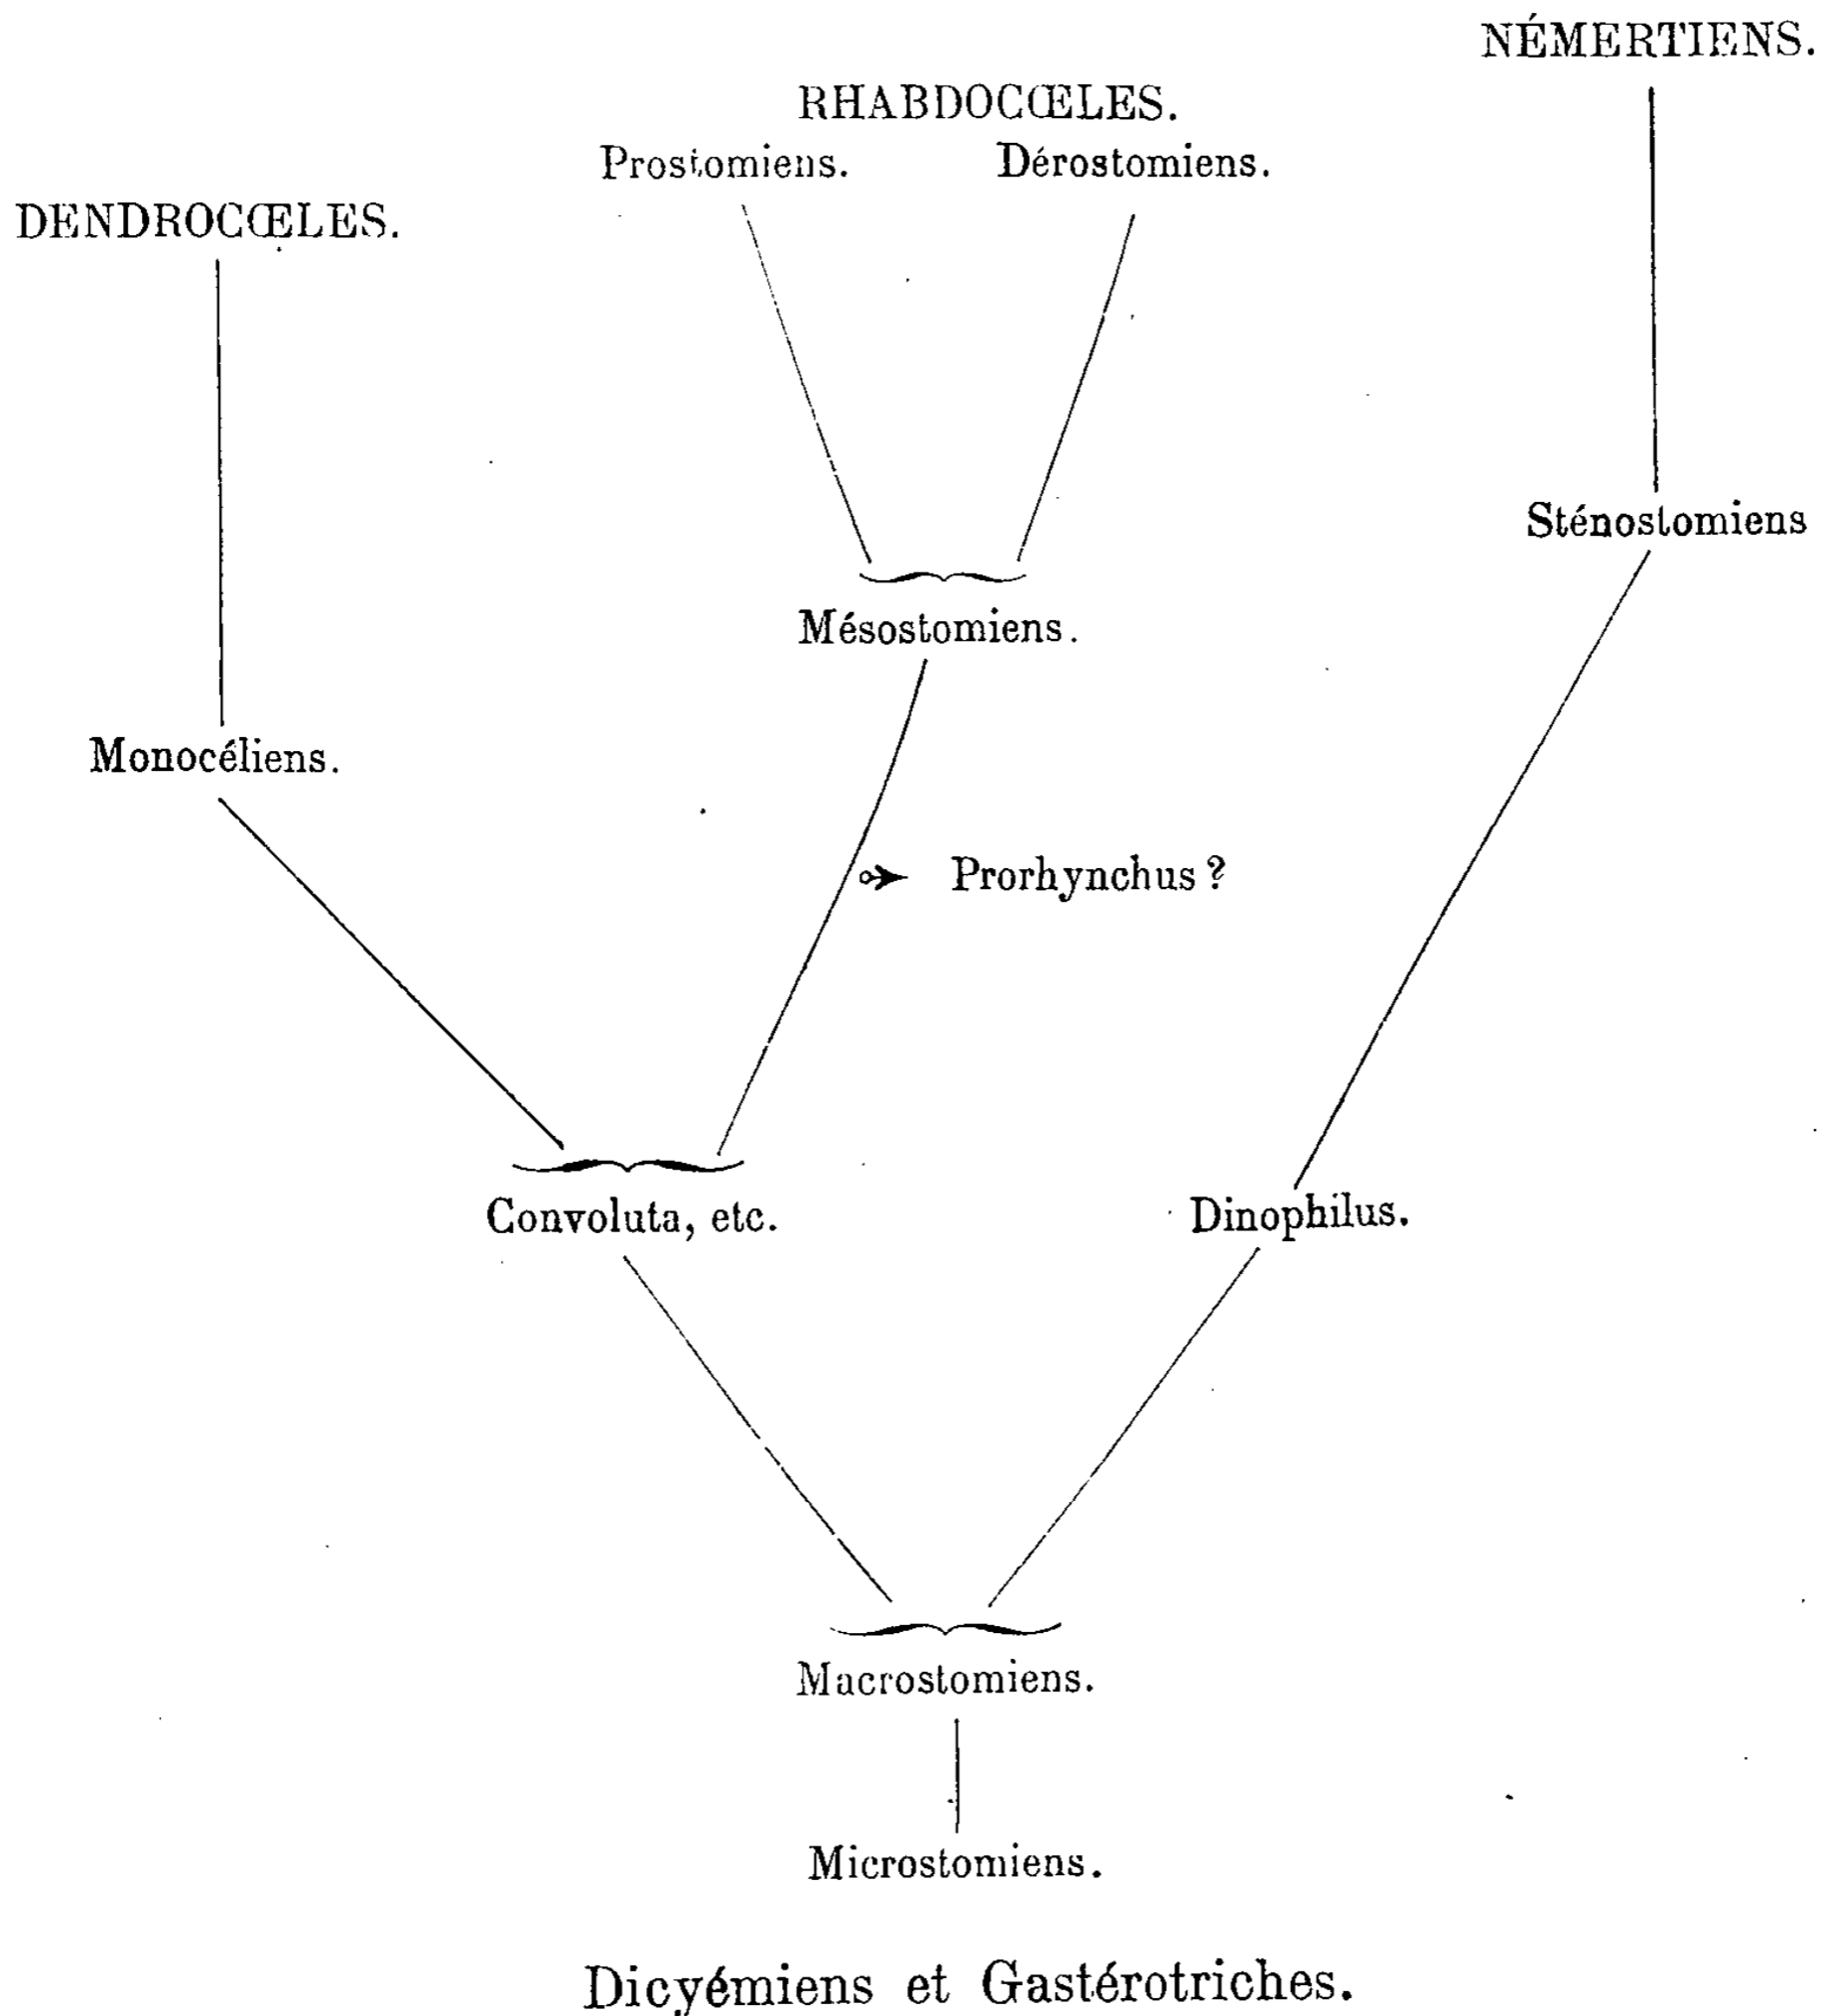 NÉMERTIENS.
RHABDOCŒLES.
Prostomiens. Dérostomiens.
DENDROCŒLES.
Sténostomiens
Mésostomiens.
Monocéliens.
Prorhynchus ?
Convoluta, etc. Dinophilus.
Macrostomiens.
Microstomiens.
Dicyémiens et Gastérotriches.